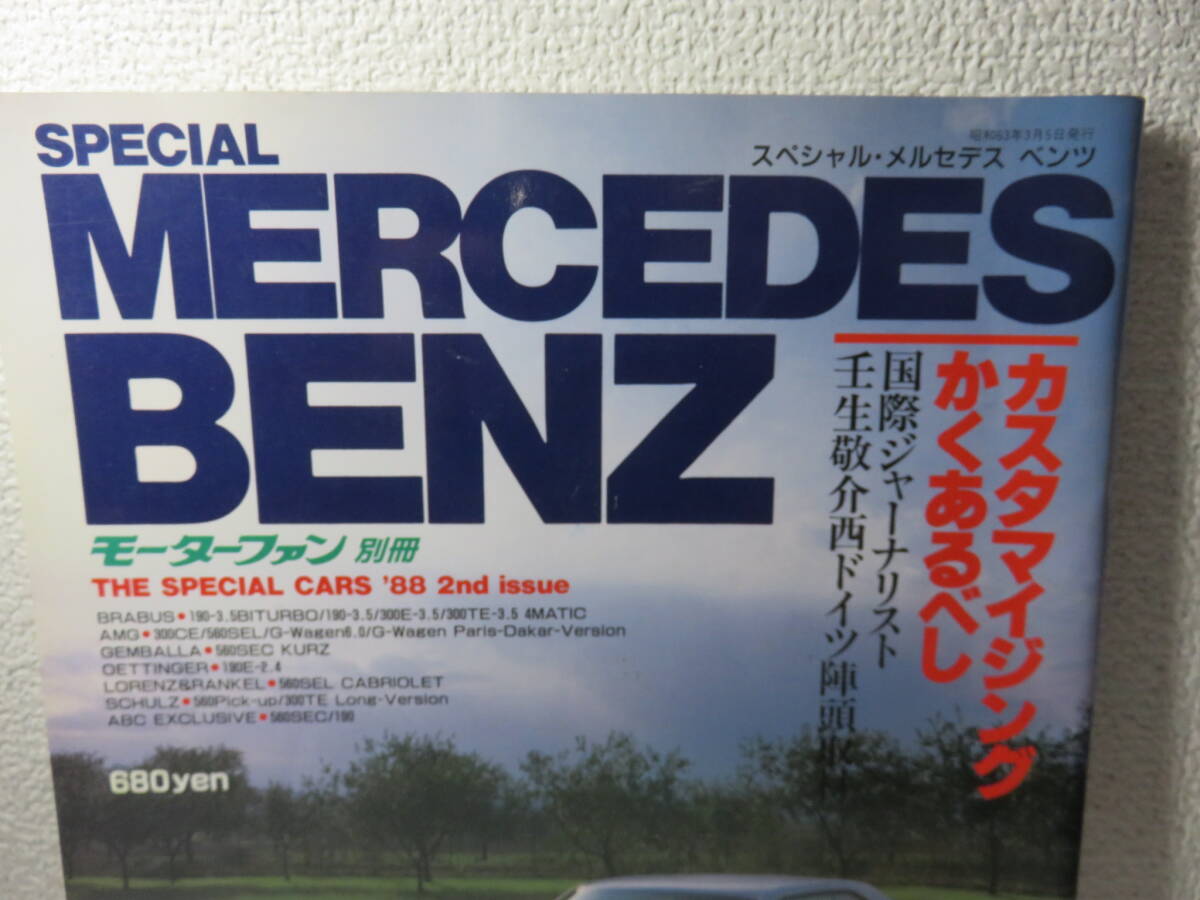 SPECIAL
昭和63年3月5日発行
スペシャル・メルセデス ベンツ
MERCEDES
BENZ
カスタマイジング
かくあるべし
国際ジャーナリスト
壬生敬介西ドイツ陣頭取
モーターファン 別冊
THE SPECIAL CARS '88 2nd issue
BRABUS•190-3.5BITURBO/190-3.5/300E-3.5/300TE-3.5 4MATIC
AMG•300CE/560SEL/G-Wagen6.0/G-Wagen Paris-Dakar-Version
GEMBALLA•560SEC KURZ
OETTINGER•190E-2.4
LORENZ&RANKEL•560SEL CABRIOLET
SCHULZ•560Pick-up/300TE Long-Version
ABC EXCLUSIVE•560SEC/190
680yen